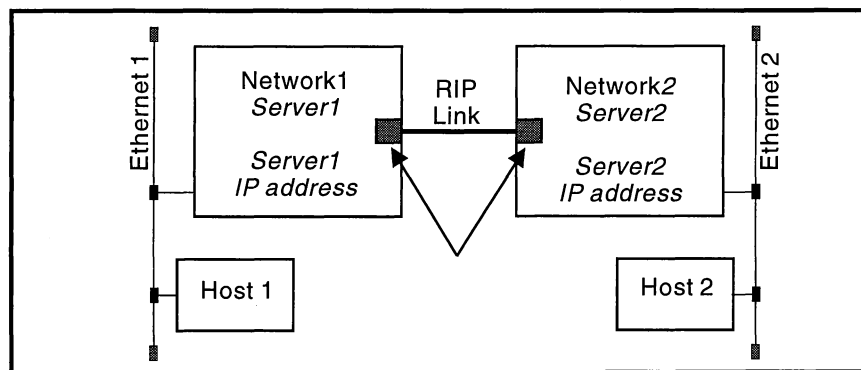 Ethernet 1
Network1
Server1
Server1
IP address
RIP
Link
Network2
Server2
Server2
IP address
Ethernet 2
Host 1
Host 2